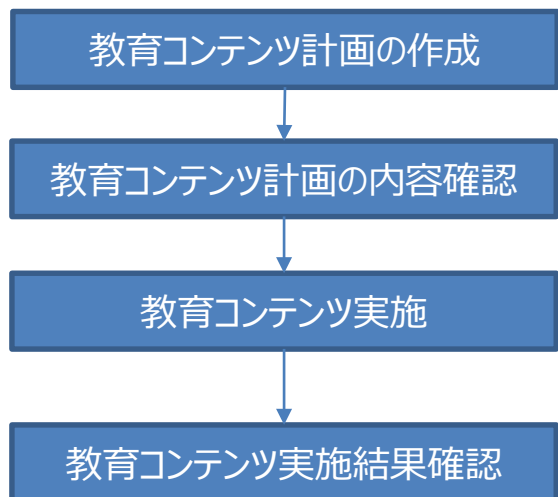 教育コンテンツ計画の作成
教育コンテンツ計画の内容確認
教育コンテンツ実施
教育コンテンツ実施結果確認